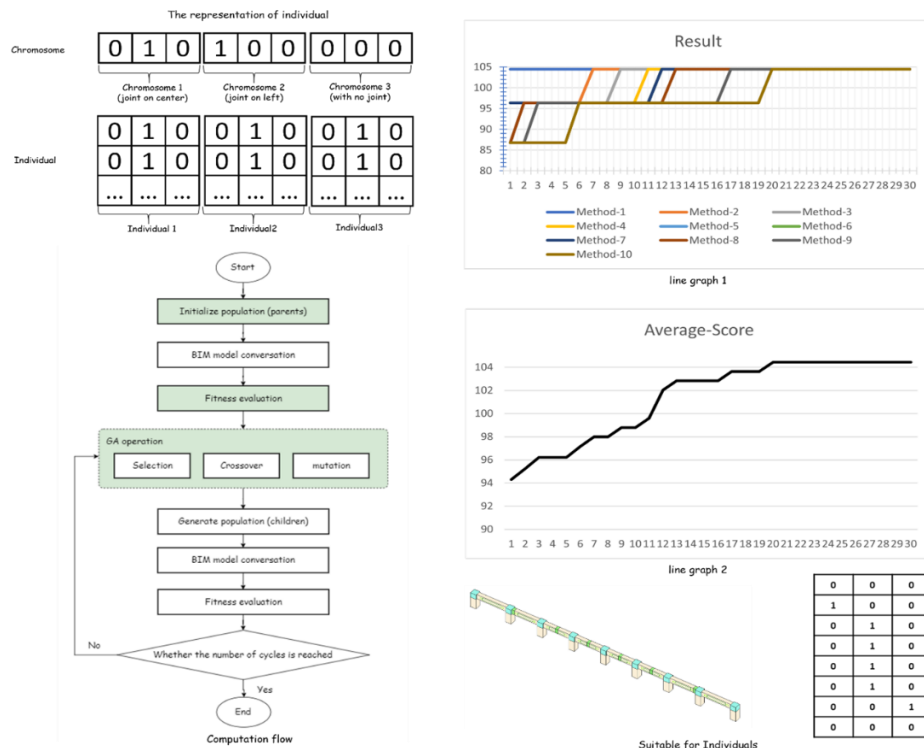 The representation of individual
Chromosome
0 1 0 1 0 0 0 0 0
Chromosome 1 Chromosome 2 Chromosome 3
(joint on center) (joint on left) (with no joint)
Individual
0 1 0 0 1 0 0 1 0
0 1 0 0 1 0 0 1 0
... ... ... ... ... ... ... ... ...
Individual 1 Individual2 Individual3
Start
Initialize population (parents)
BIM model conversation
Fitness evaluation
GA operation
Selection Crossover mutation
Generate population (children)
BIM model conversation
Fitness evaluation
No
Whether the number of cycles is reached
Yes
End
Computation flow
Result
105
100
95
90
85
80
1 2 3 4 5 6 7 8 9 10 11 12 13 14 15 16 17 18 19 20 21 22 23 24 25 26 27 28 29 30
Method-1 Method-2 Method-3
Method-4 Method-5 Method-6
Method-7 Method-8 Method-9
Method-10
line graph 1
Average-Score
104
102
100
98
96
94
92
90
1 2 3 4 5 6 7 8 9 10 11 12 13 14 15 16 17 18 19 20 21 22 23 24 25 26 27 28 29 30
line graph 2
0 0 0
1 0 0
0 1 0
0 1 0
0 1 0
0 1 0
0 0 1
0 0 0
Suitable for Individuals